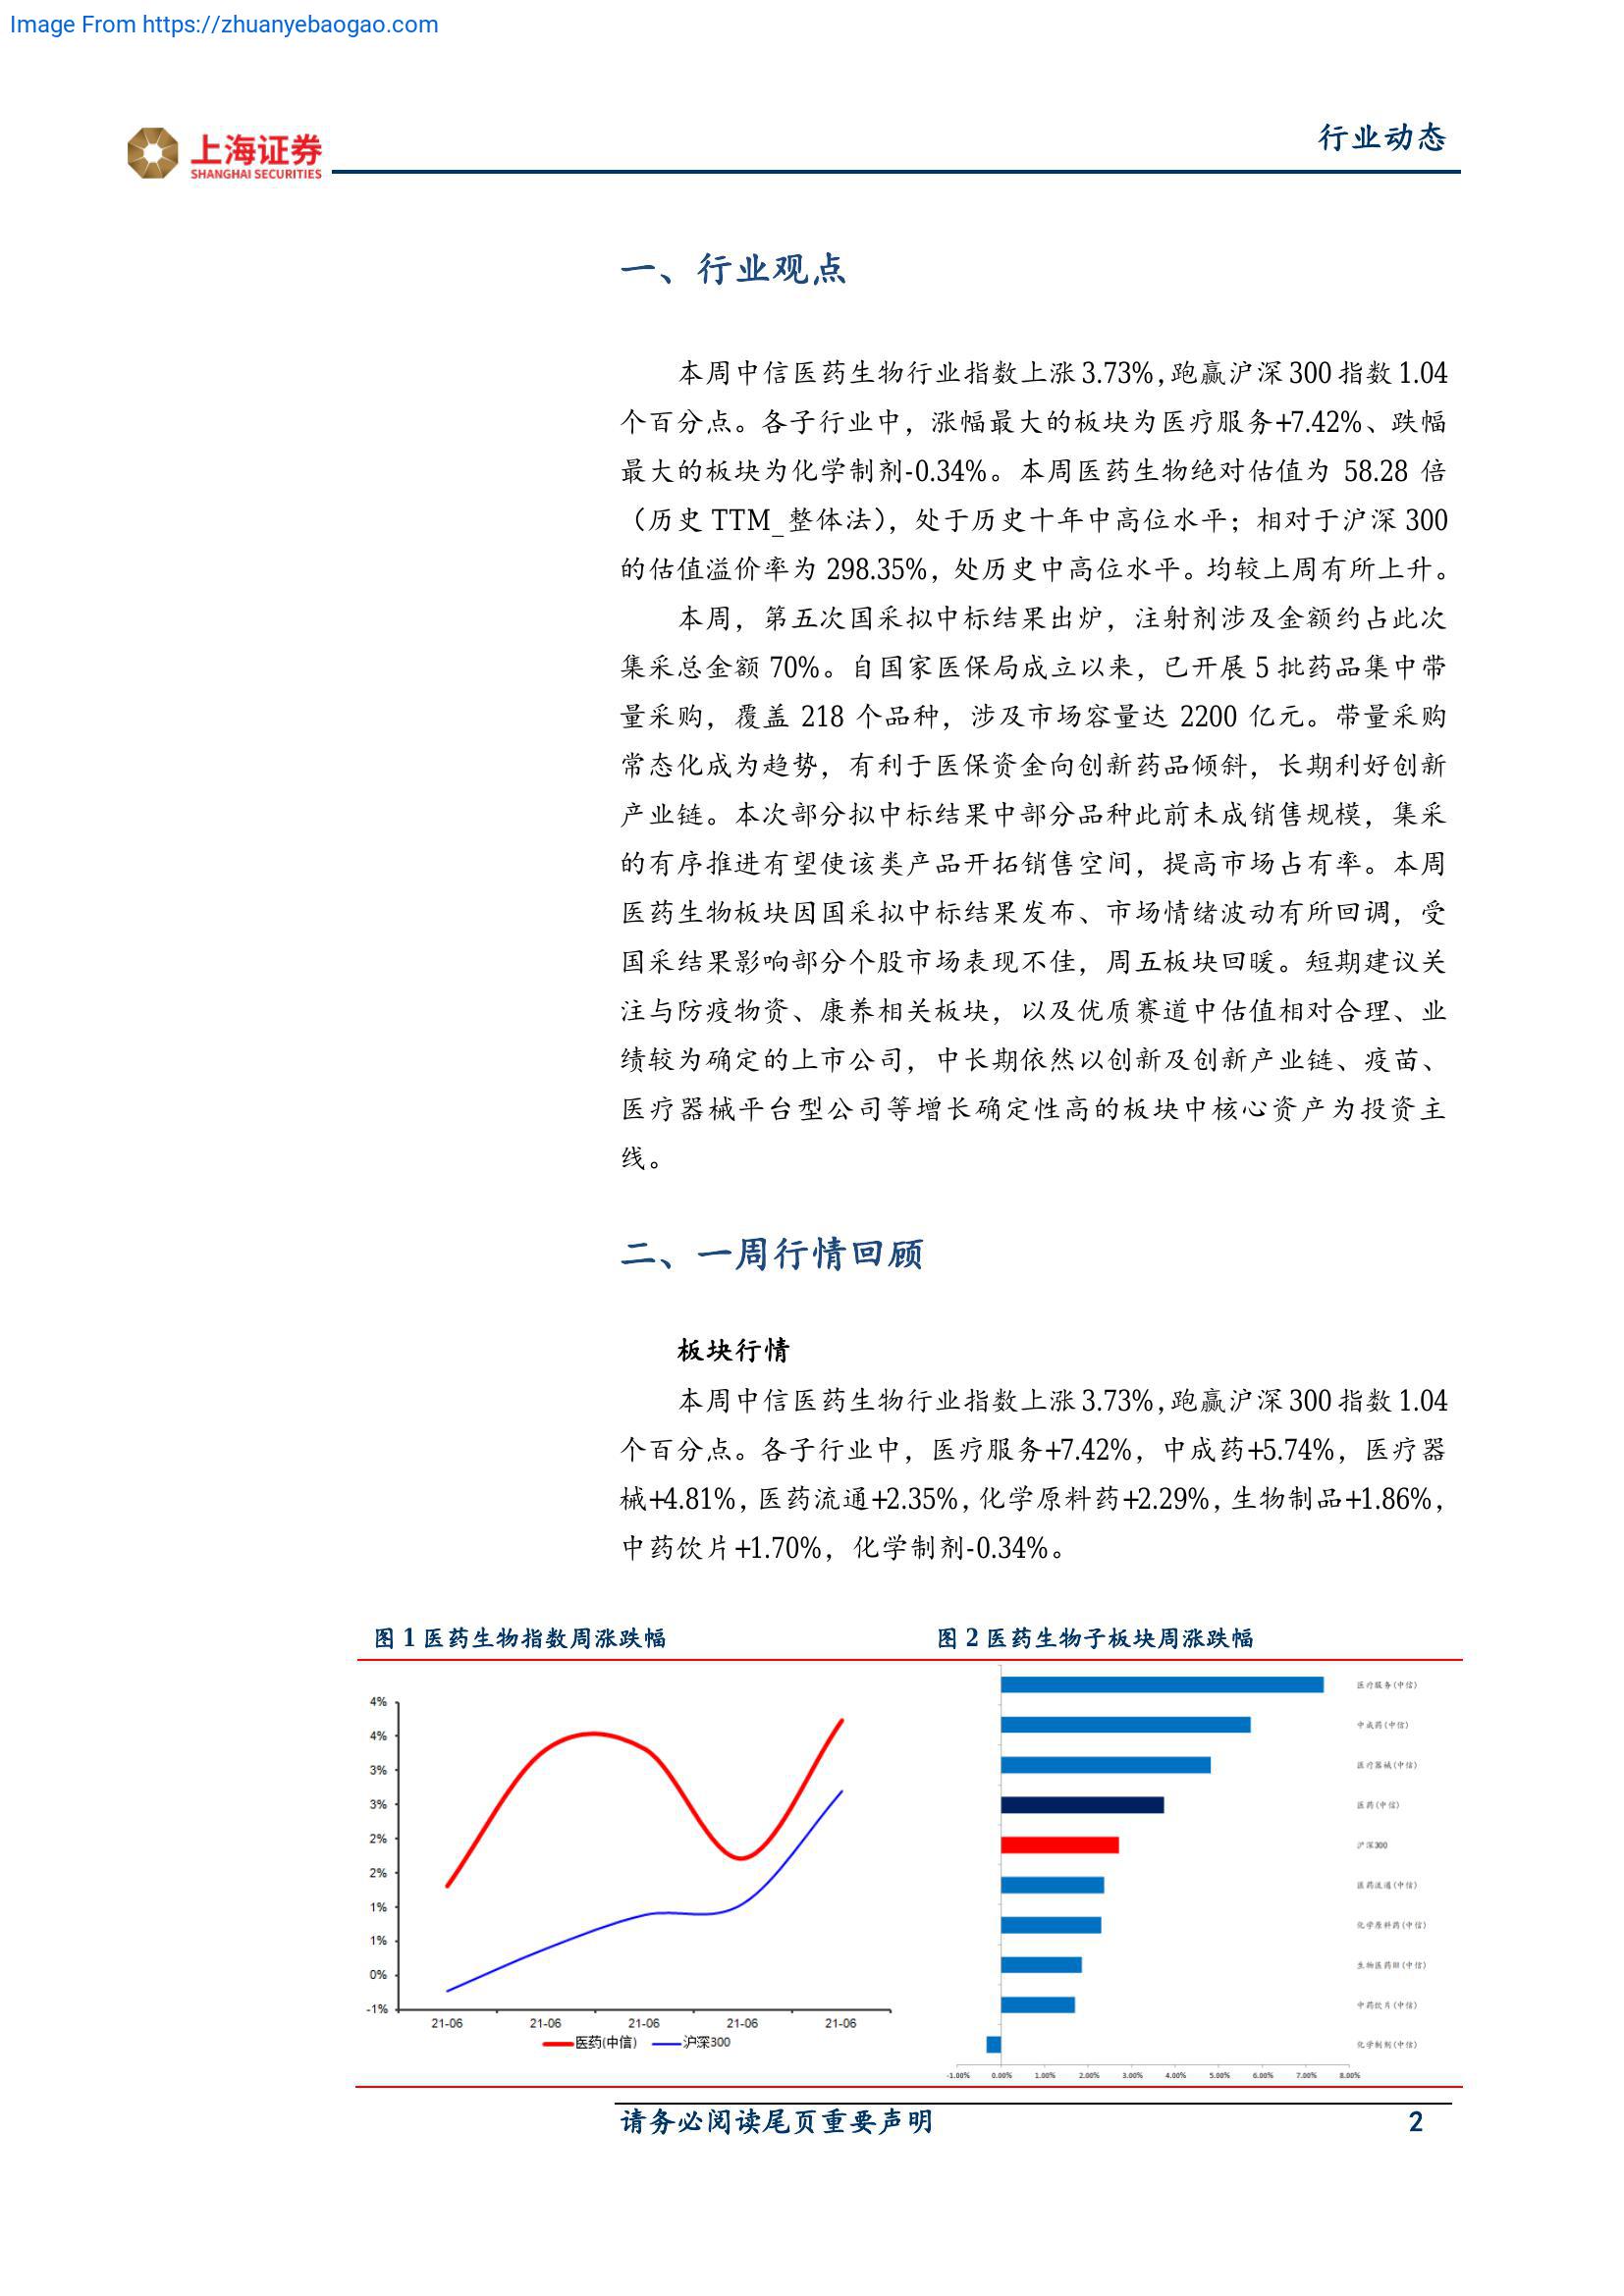 Image From https://zhuanyebaogao.com
上海证券
SHANGHAI SECURITIES
行业动态
一、行业观点
本周中信医药生物行业指数上涨3.73%,跑赢沪深300指数1.04
个百分点。各子行业中，涨幅最大的板块为医疗服务+7.42%、跌幅
最大的板块为化学制剂-0.34%。本周医药生物绝对估值为 58.28 倍
（历史 TTM_整体法），处于历史十年中高位水平；相对于沪深300
的估值溢价率为 298.35%，处历史中高位水平。均较上周有所上升。
本周，第五次国采拟中标结果出炉，注射剂涉及金额约占此次
集采总金额 70%。自国家医保局成立以来，已开展 5 批药品集中带
量采购，覆盖 218 个品种，涉及市场容量达 2200 亿元。带量采购
常态化成为趋势，有利于医保资金向创新药品倾斜，长期利好创新
产业链。本次部分拟中标结果中部分品种此前未成销售规模，集采
的有序推进有望使该类产品开拓销售空间，提高市场占有率。本周
医药生物板块因国采拟中标结果发布、市场情绪波动有所回调，受
国采结果影响部分个股市场表现不佳，周五板块回暖。短期建议关
注与防疫物资、康养相关板块，以及优质赛道中估值相对合理、业
绩较为确定的上市公司，中长期依然以创新及创新产业链、疫苗、
医疗器械平台型公司等增长确定性高的板块中核心资产为投资主
线。
二、一周行情回顾
板块行情
本周中信医药生物行业指数上涨3.73%,跑赢沪深300指数1.04
个百分点。各子行业中，医疗服务+7.42%，中成药+5.74%，医疗器
械+4.81%，医药流通+2.35%，化学原料药+2.29%，生物制品+1.86%，
中药饮片+1.70%，化学制剂-0.34%。
图 1 医药生物指数周涨跌幅
4%
4%
3%
3%
2%
2%
1%
1%
0%
-1%
21-06 21-06 21-06 21-06 21-06
医药(中信) 沪深300
图 2 医药生物子板块周涨跌幅
医疗服务(中信)
中成药(中信)
医疗器械(中信)
医药(中信)
沪深300
医药流通(中信)
化学原料药(中信)
生物医药III(中信)
中药饮片(中信)
化学制剂(中信)
-1.00% 0.00% 1.00% 2.00% 3.00% 4.00% 5.00% 6.00% 7.00% 8.00%
请务必阅读尾页重要声明 2